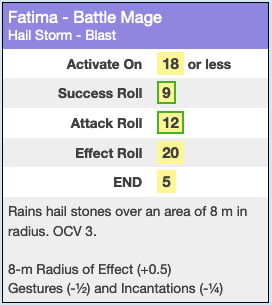 Fatima - Battle Mage
Hail Storm - Blast
Activate On 18 or less
Success Roll 9
Attack Roll 12
Effect Roll 20
END 5
Rains hail stones over an area of 8 m in
radius. OCV 3.
8-m Radius of Effect (+0.5)
Gestures (-½) and Incantations (-¼)